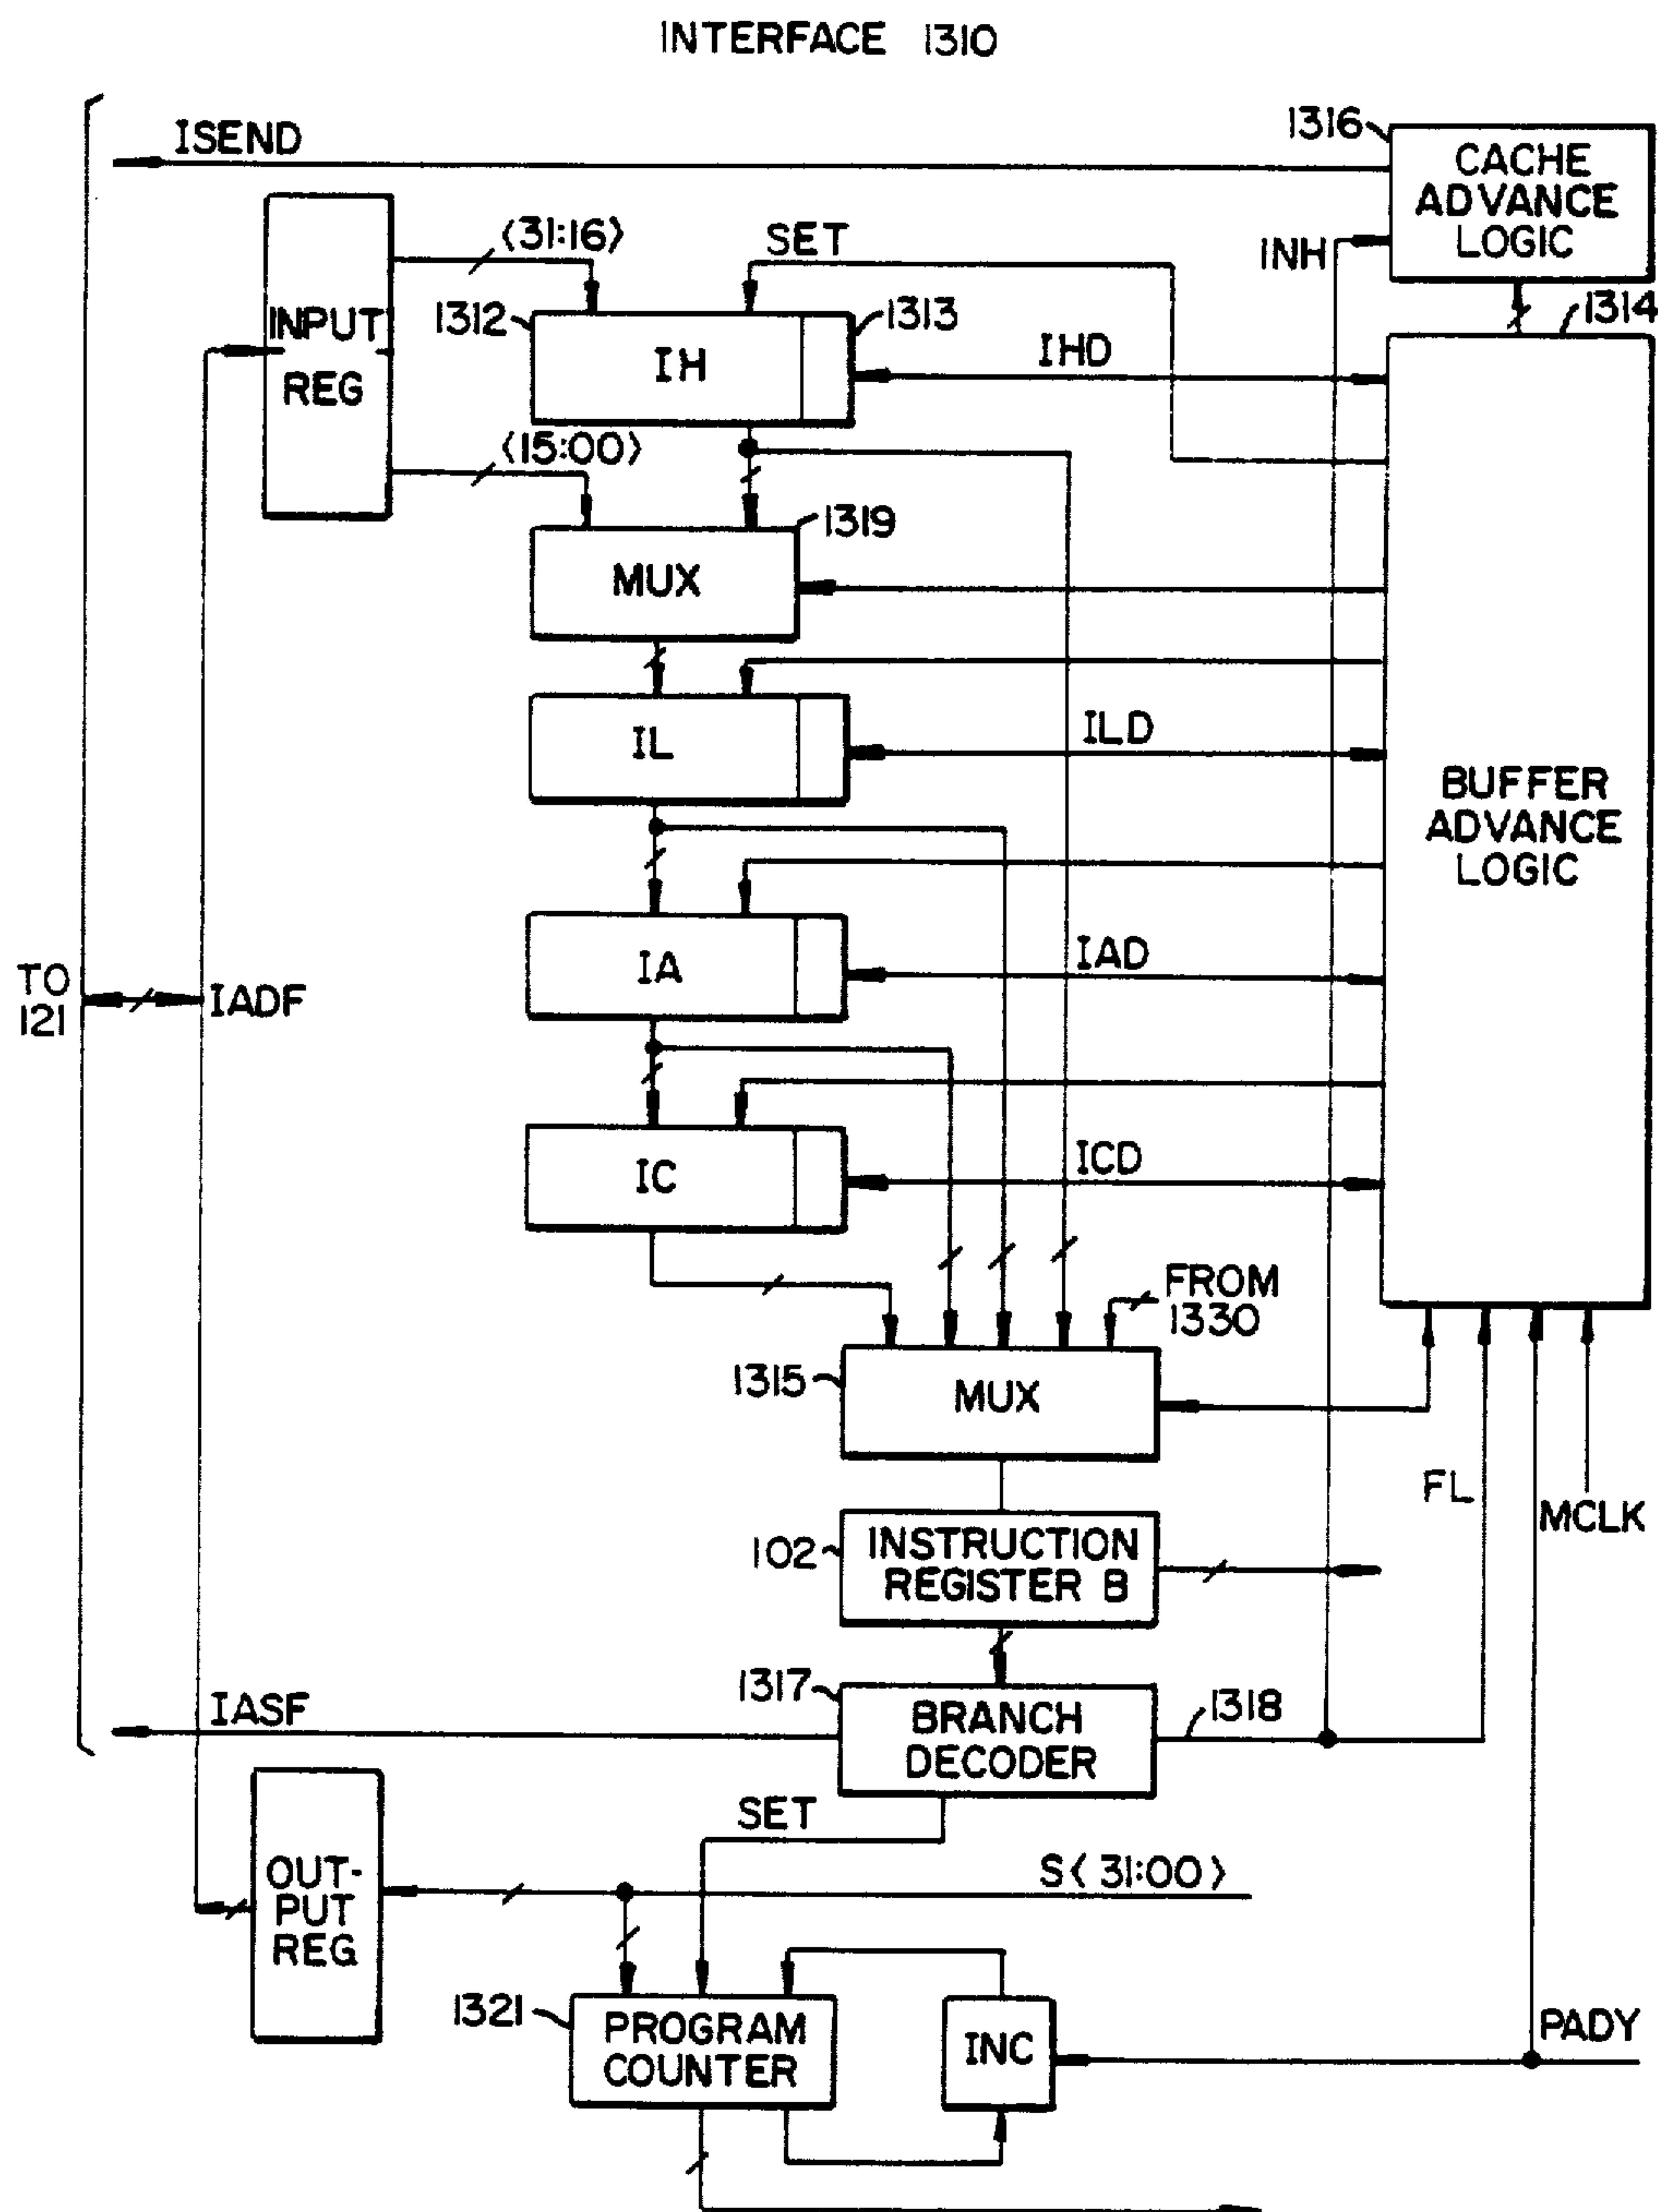 INTERFACE 1310
ISEND
1316
CACHE
ADVANCE
LOGIC
<31:16>
SET
INH
1314
INPUT
REG
1312
IH
1313
IHD
<15:00>
1319
MUX
IL
ILD
BUFFER
ADVANCE
LOGIC
IA
IAD
TO
121
IADF
IC
ICD
FROM
1330
1315
MUX
FL
MCLK
102
INSTRUCTION
REGISTER B
1317
IASF
BRANCH
DECODER
1318
SET
S<31:00>
OUT-
PUT
REG
1321
PROGRAM
COUNTER
INC
PADY